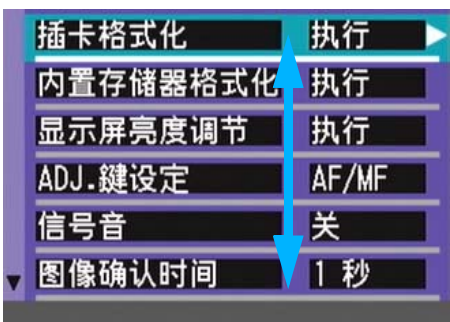 插卡格式化 执行
内置存储器格式化 执行
显示屏亮度调节 执行
ADJ.鍵设定 AF/MF
信号音 关
图像确认时间 1 秒